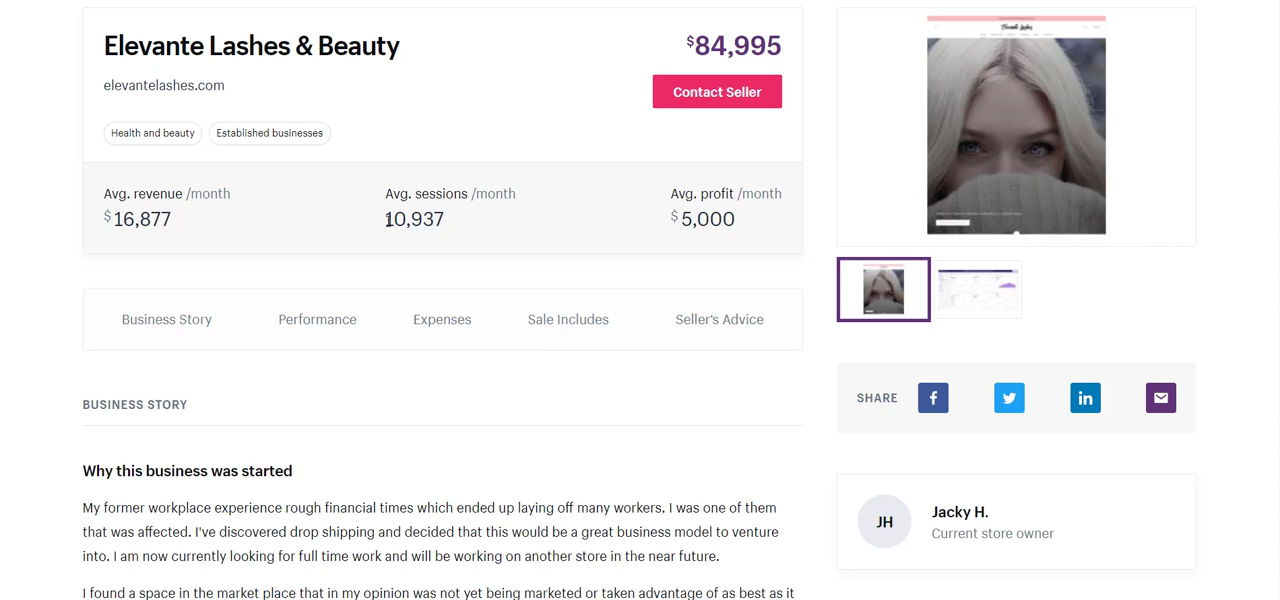 Elevante Lashes & Beauty
$84,995
elevantelashes.com
Contact Seller
Health and beauty
Established businesses
Avg. revenue /month
$16,877
Avg. sessions /month
10,937
Avg. profit /month
$5,000
Business Story
Performance
Expenses
Sale Includes
Seller's Advice
BUSINESS STORY
Why this business was started
My former workplace experience rough financial times which ended up laying off many workers. I was one of them
that was affected. I've discovered drop shipping and decided that this would be a great business model to venture
into. I am now currently looking for full time work and will be working on another store in the near future.
I found a space in the market place that in my opinion was not yet being marketed or taken advantage of as best as it
Elevante Lashes
SHARE
JH
Jacky H.
Current store owner